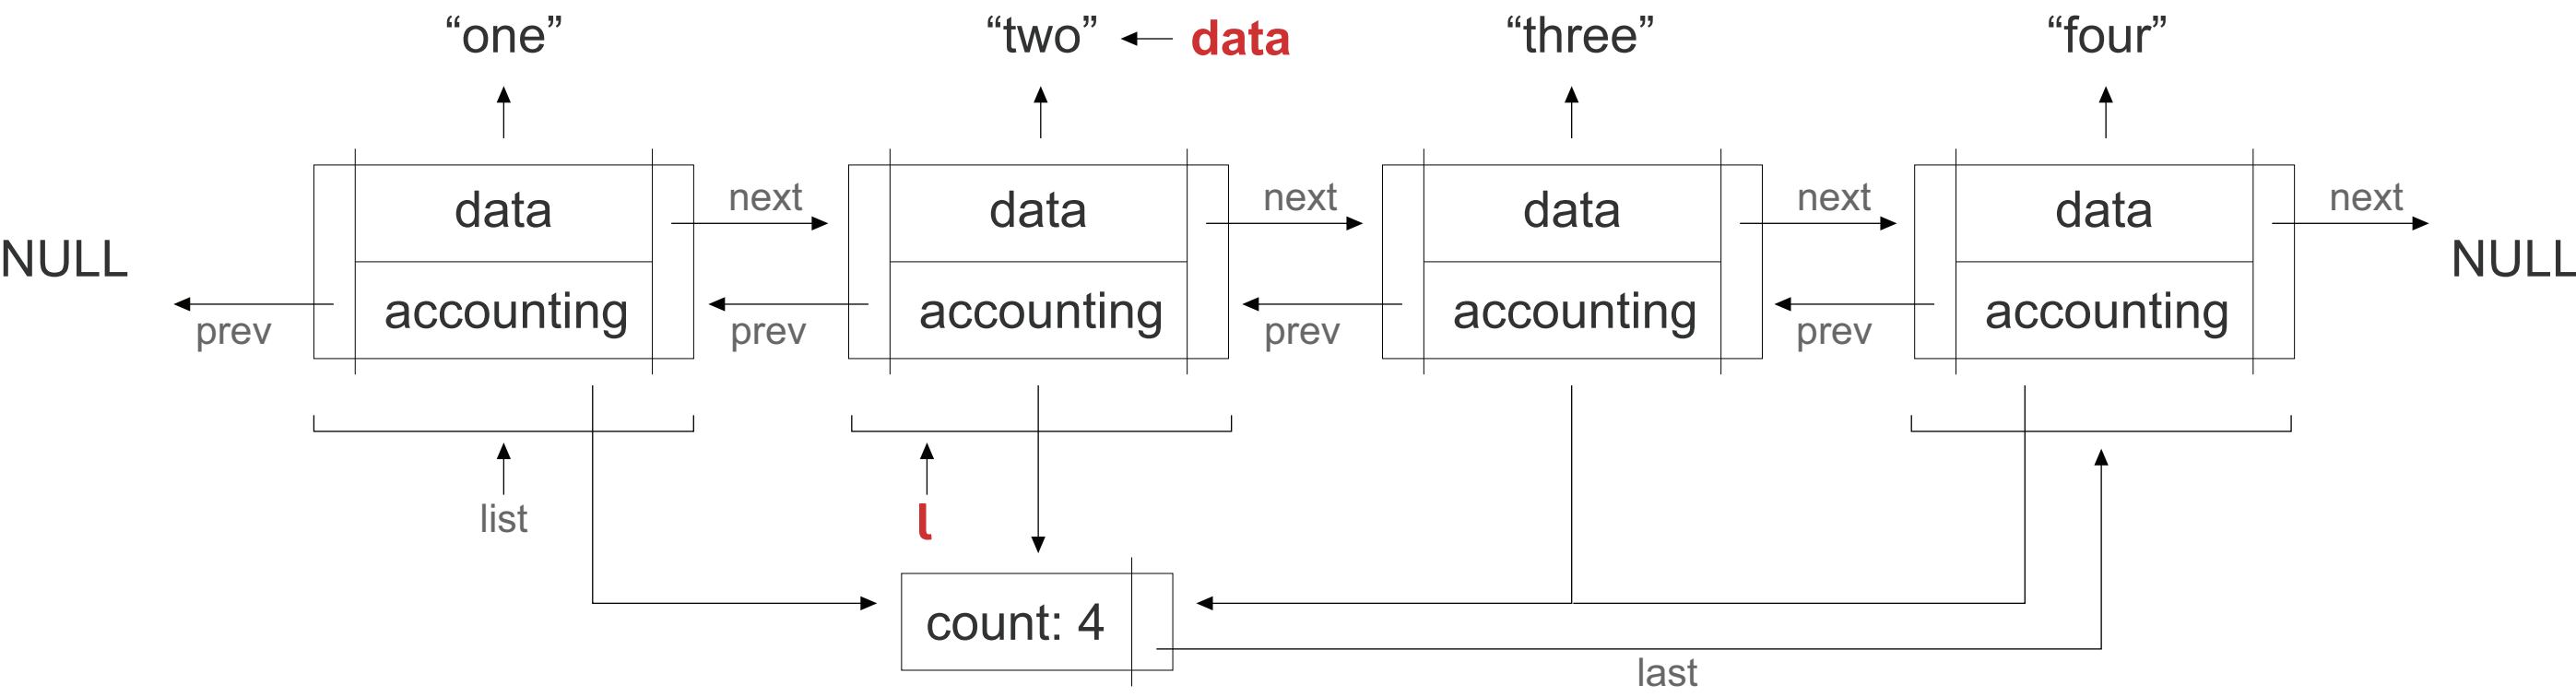 “one” “two” data “three” “four”
data next data next data next data next
NULL NULL
prev accounting prev accounting prev accounting prev accounting
list l
count: 4
last